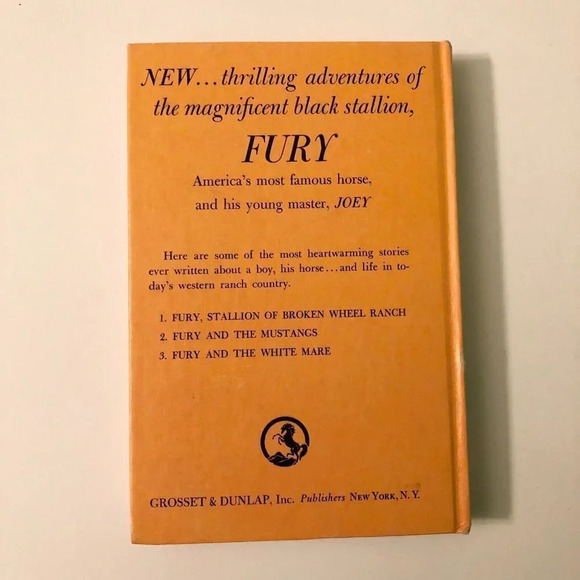 NEW...thrilling adventures of
the magnificent black stallion,
FURY
America's most famous horse,
and his young master, JOEY
Here are some of the most heartwarming stories
ever written about a boy, his horse...and life in to-
day's western ranch country.
1. FURY, STALLION OF BROKEN WHEEL RANCH
2. FURY AND THE MUSTANGS
3. FURY AND THE WHITE MARE
GROSSET & DUNLAP, Inc. Publishers NEW YORK, N. Y.